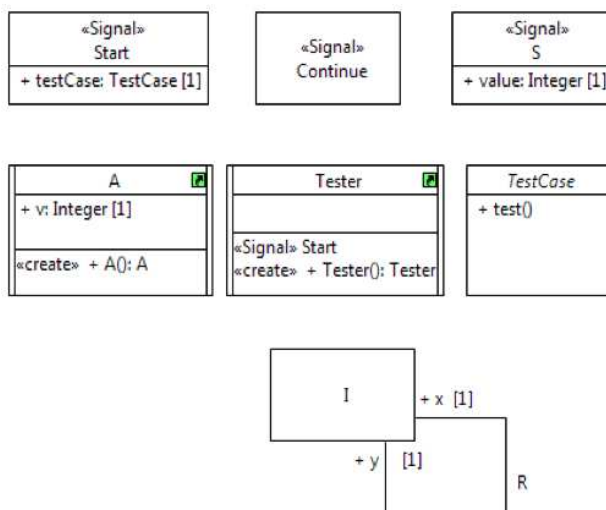 «Signal»
Start
+ testCase: TestCase [1]
«Signal»
Continue
«Signal»
S
+ value: Integer [1]
A
+ v: Integer [1]
«create» + A(): A
Tester
«Signal» Start
«create» + Tester(): Tester
TestCase
+ test()
I
+ x [1]
+ y [1]
R